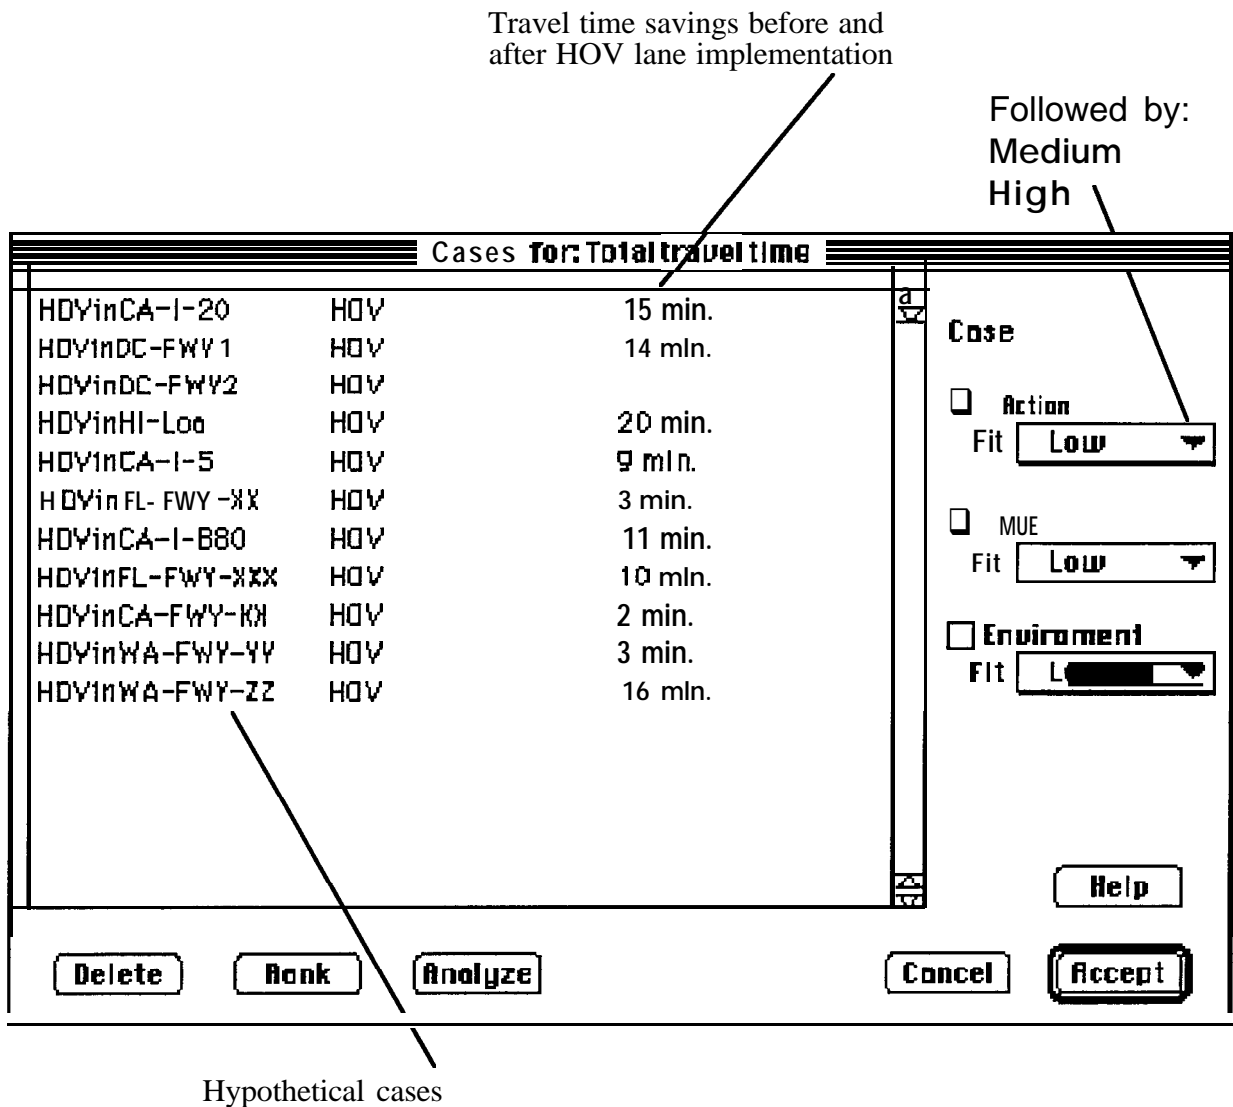 Travel time savings before and
after HOV lane implementation
Followed by:
Medium
High
Cases for: Total travel time
HOVinCA-I-20 HOV 15 min.
HOVinDC-FWY1 HOV 14 min.
HOVinDC-FWY2 HOV
HOVinHI-Loa HOV 20 min.
HOVinCA-I-5 HOV 9 min.
HOVinFL-FWY-XX HOV 3 min.
HOVinCA-I-880 HOV 11 min.
HOVinFL-FWY-XXX HOV 10 min.
HOVinCA-FWY-KK HOV 2 min.
HOVinWA-FWY-YY HOV 3 min.
HOVinWA-FWY-ZZ HOV 16 min.
Case
Action
Fit Low
MUE
Fit Low
Enviroment
Fit
Help
Delete Rank Analyze Cancel Accept
Hypothetical cases